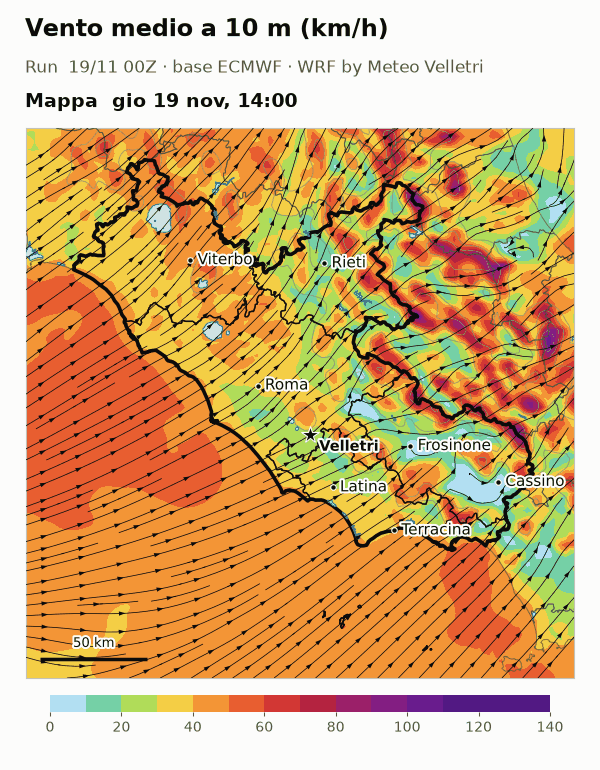 Vento medio a 10 m (km/h)
Run  19/11 00Z · base ECMWF · WRF by Meteo Velletri
Mappa  gio 19 nov, 14:00
Viterbo
Rieti
Roma
Velletri
Frosinone
Cassino
Latina
Terracina
50 km
0 20 40 60 80 100 120 140